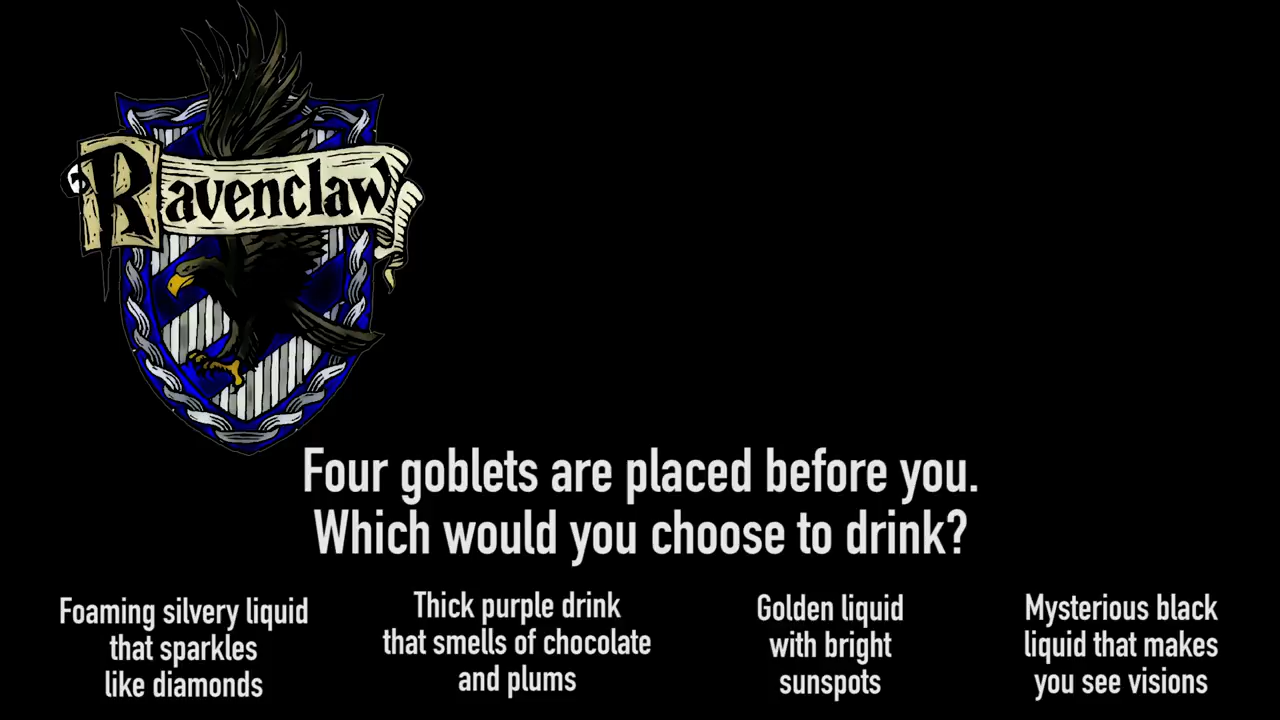 Ravenclaw
Four goblets are placed before you.
Which would you choose to drink?
Foaming silvery liquid
that sparkles
like diamonds
Thick purple drink
that smells of chocolate
and plums
Golden liquid
with bright
sunspots
Mysterious black
liquid that makes
you see visions